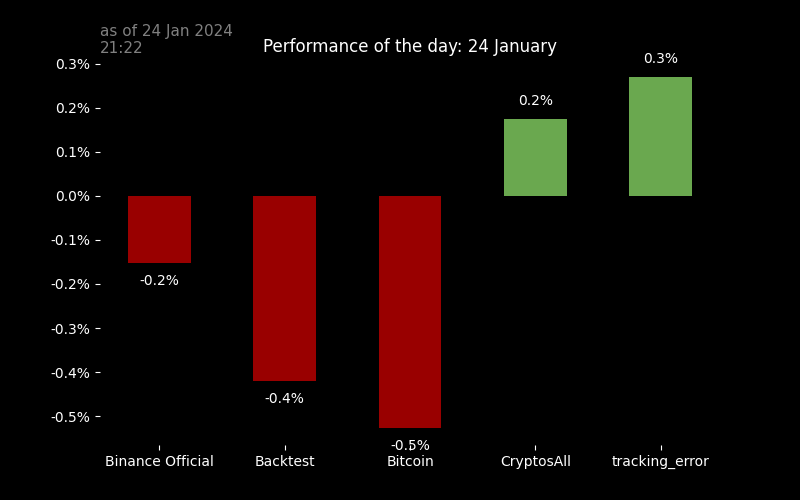 as of 24 Jan 2024
21:22
Performance of the day: 24 January
0.3%
0.2%
0.1%
0.0%
-0.1%
-0.2%
-0.3%
-0.4%
-0.5%
-0.2%
-0.4%
-0.5%
0.2%
0.3%
Binance Official
Backtest
Bitcoin
CryptosAll
tracking_error